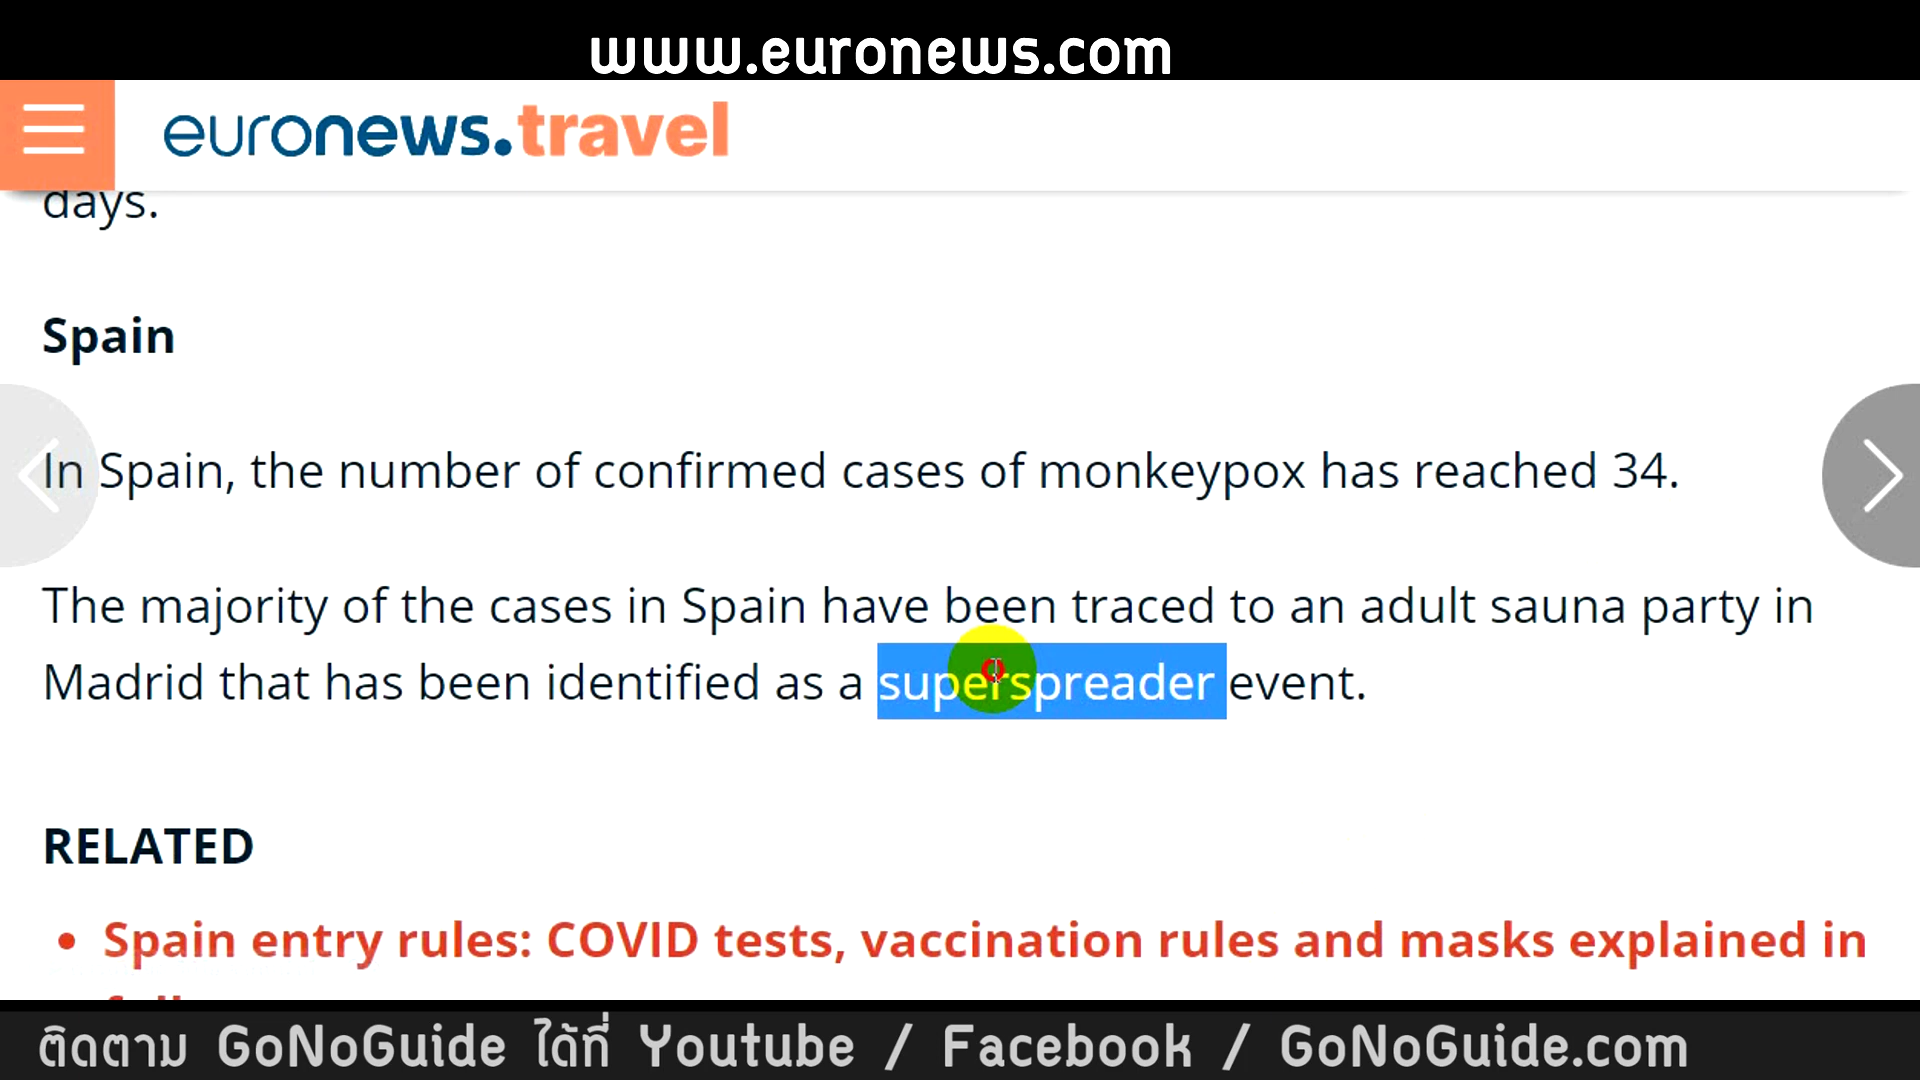 www.euronews.com
euronews.travel
days.
Spain
In Spain, the number of confirmed cases of monkeypox has reached 34.
The majority of the cases in Spain have been traced to an adult sauna party in
Madrid that has been identified as a superspreader event.
RELATED
• Spain entry rules: COVID tests, vaccination rules and masks explained in
ติดตาม GoNoGuide ได้ที่ Youtube / Facebook / GoNoGuide.com